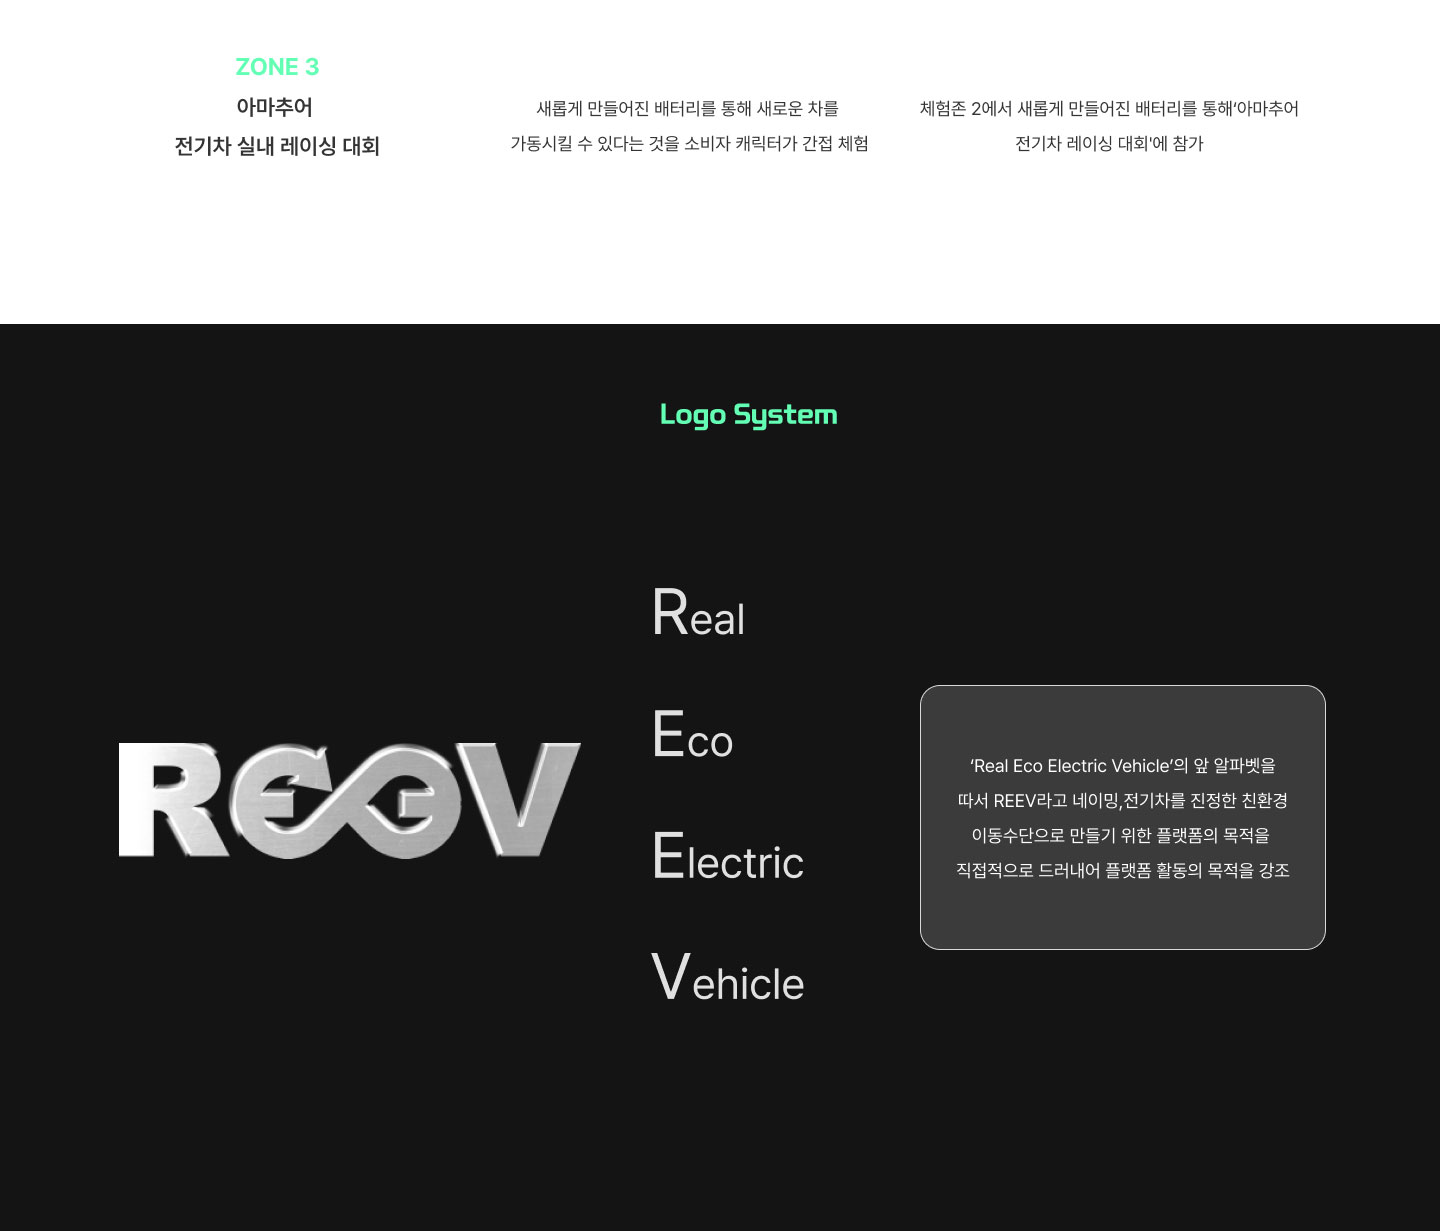 ZONE 3
아마추어
전기차 실내 레이싱 대회
새롭게 만들어진 배터리를 통해 새로운 차를
가동시킬 수 있다는 것을 소비자 캐릭터가 간접 체험
체험존 2에서 새롭게 만들어진 배터리를 통해‘아마추어
전기차 레이싱 대회'에 참가
Logo System
REEV
Real
Eco
Electric
Vehicle
‘Real Eco Electric Vehicle’의 앞 알파벳을
따서 REEV라고 네이밍,전기차를 진정한 친환경
이동수단으로 만들기 위한 플랫폼의 목적을
직접적으로 드러내어 플랫폼 활동의 목적을 강조